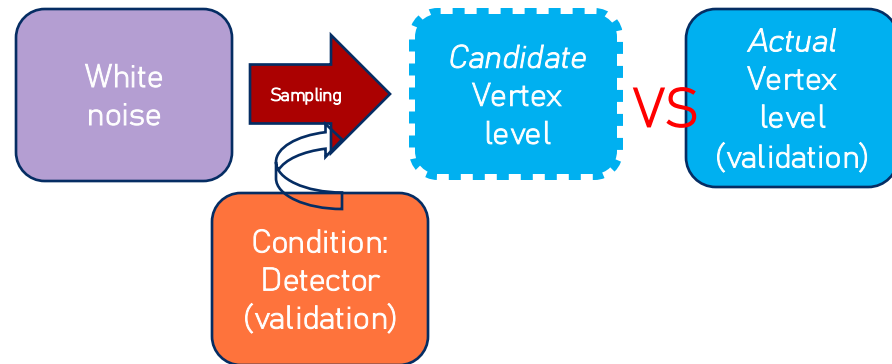 White
noise
Sampling
Candidate
Vertex
level
VS
Actual
Vertex
level
(validation)
Condition:
Detector
(validation)